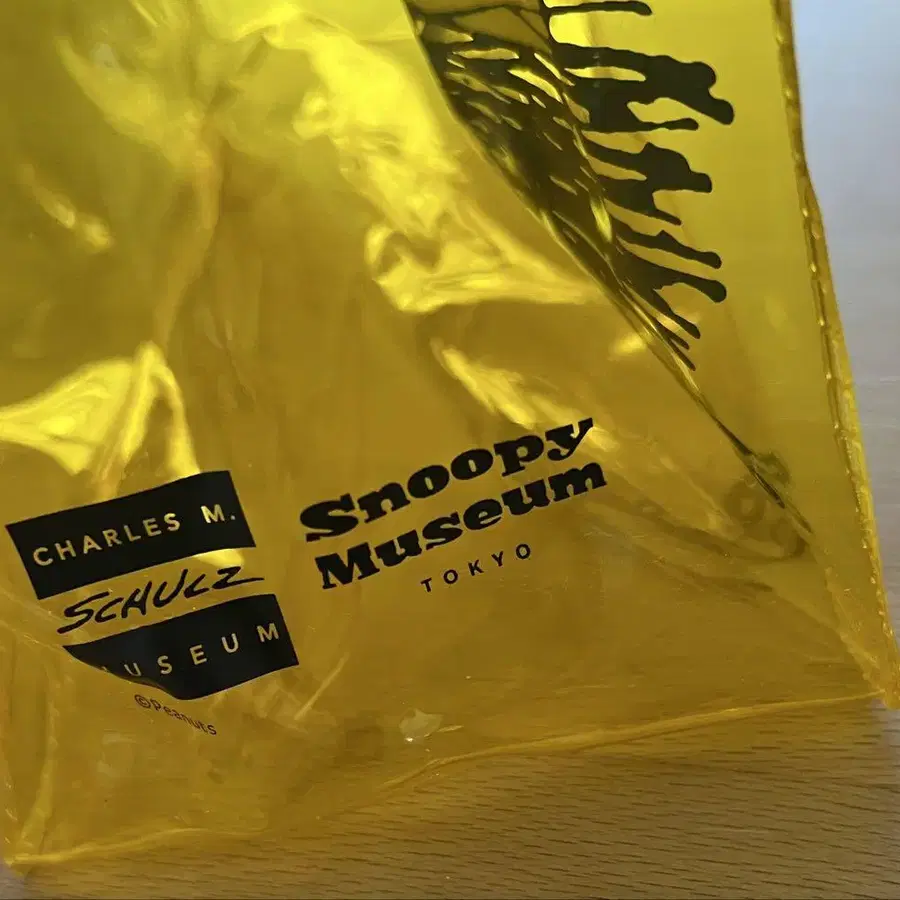 CHARLES M.
SCHULZ
MUSEUM
©Peanuts
Snoopy
Museum
TOKYO